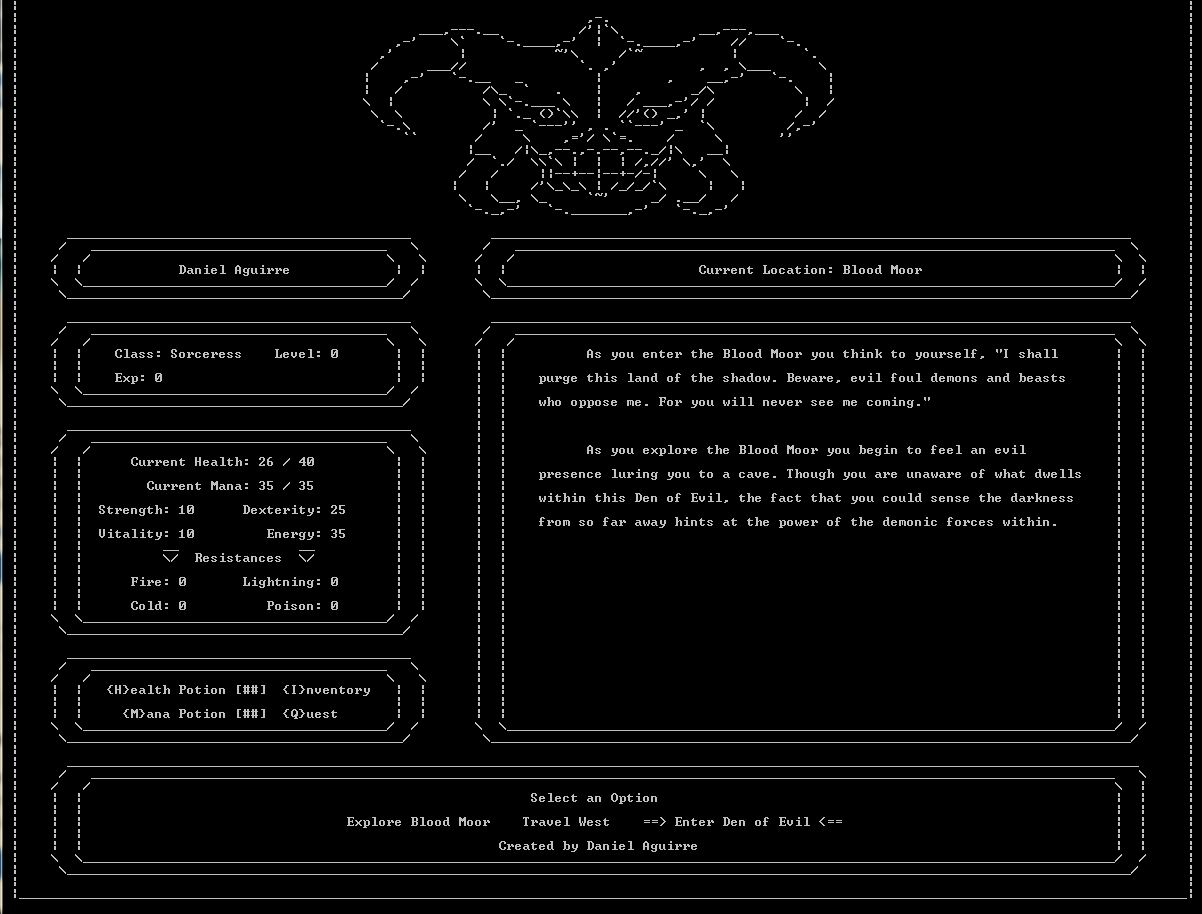 Daniel Aguirre
Current Location: Blood Moor
Class: Sorceress Level: 0
Exp: 0
Current Health: 26 / 40
Current Mana: 35 / 35
Strength: 10 Dexterity: 25
Vitality: 10 Energy: 35
Resistances
Fire: 0 Lightning: 0
Cold: 0 Poison: 0
{H}ealth Potion [##] {I}nventory
{M}ana Potion [##] {Q}uest
As you enter the Blood Moor you think to yourself, "I shall
purge this land of the shadow. Beware, evil foul demons and beasts
who oppose me. For you will never see me coming."
As you explore the Blood Moor you begin to feel an evil
presence luring you to a cave. Though you are unaware of what dwells
within this Den of Evil, the fact that you could sense the darkness
from so far away hints at the power of the demonic forces within.
Select an Option
Explore Blood Moor Travel West ==> Enter Den of Evil <==
Created by Daniel Aguirre